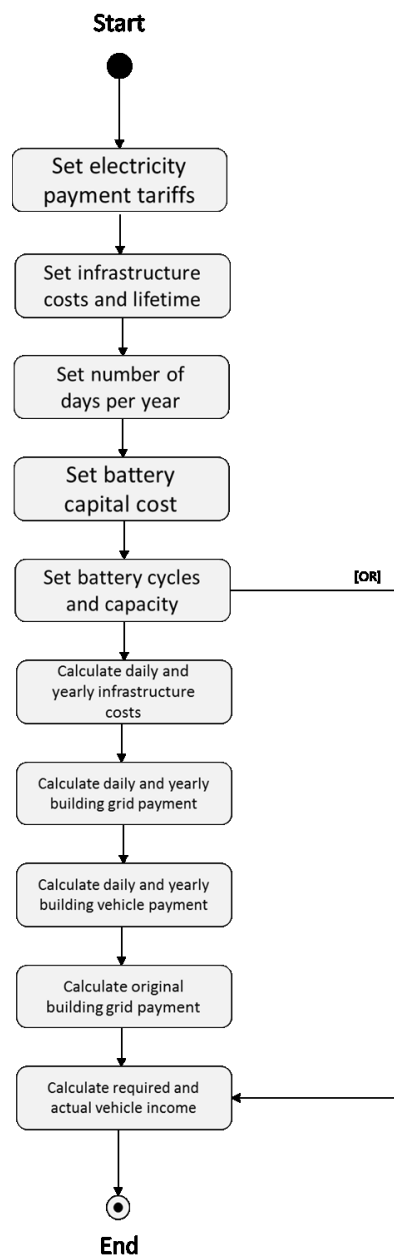 Start
Set electricity
payment tariffs
Set infrastructure
costs and lifetime
Set number of
days per year
Set battery
capital cost
Set battery cycles
and capacity
[OR]
Calculate daily and
yearly infrastructure
costs
Calculate daily and yearly
building grid payment
Calculate daily and yearly
building vehicle payment
Calculate original
building grid payment
Calculate required and
actual vehicle income
End